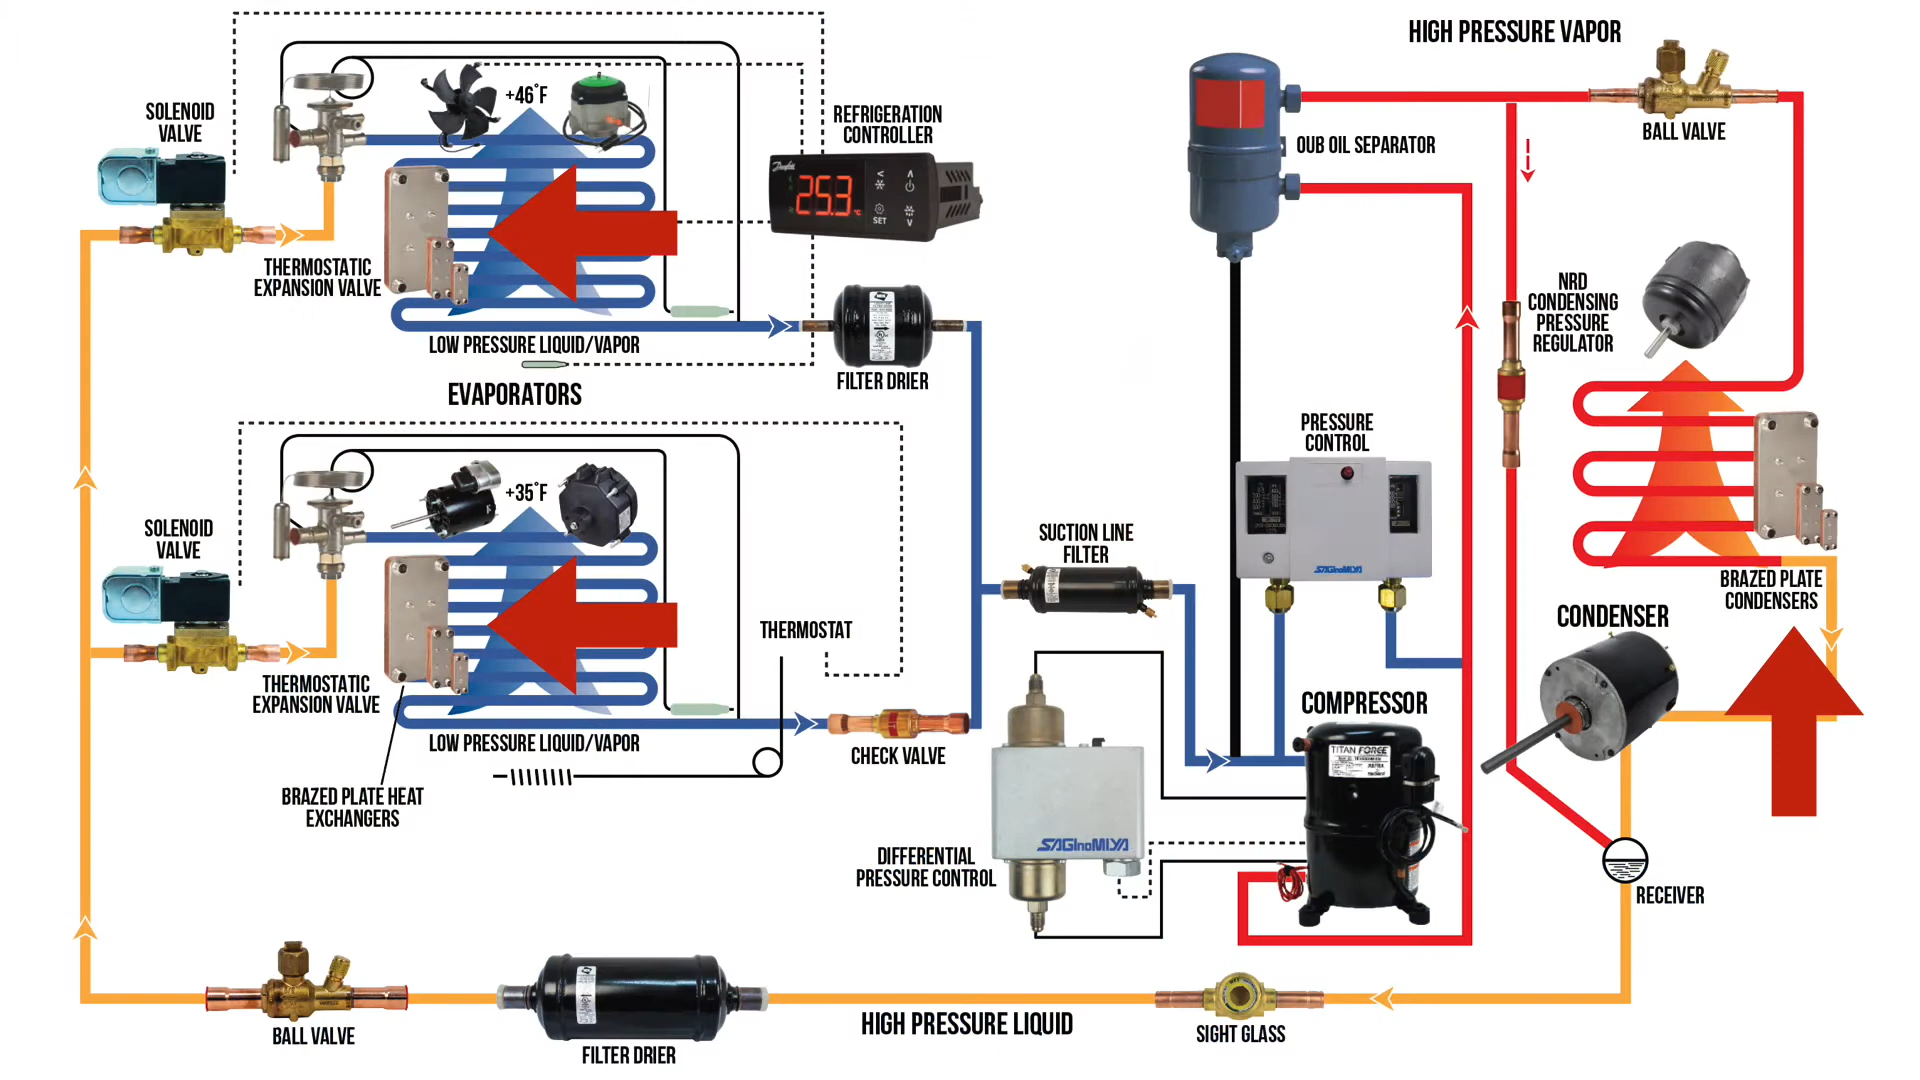 HIGH PRESSURE VAPOR
SOLENOID
VALVE
+46°F
REFRIGERATION
CONTROLLER
BALL VALVE
OUB OIL SEPARATOR
Danfoss
25.3
°C
SET
THERMOSTATIC
EXPANSION VALVE
NRD
CONDENSING
PRESSURE
REGULATOR
LOW PRESSURE LIQUID/VAPOR
FILTER DRIER
EVAPORATORS
PRESSURE
CONTROL
+35°F
SOLENOID
VALVE
SUCTION LINE
FILTER
SAGInoMIYA
BRAZED PLATE
CONDENSERS
CONDENSER
THERMOSTAT
THERMOSTATIC
EXPANSION VALVE
COMPRESSOR
LOW PRESSURE LIQUID/VAPOR
CHECK VALVE
TITAN FORCE
BRAZED PLATE HEAT
EXCHANGERS
SAGInoMIYA
DIFFERENTIAL
PRESSURE CONTROL
RECEIVER
BALL VALVE
FILTER DRIER
HIGH PRESSURE LIQUID
SIGHT GLASS